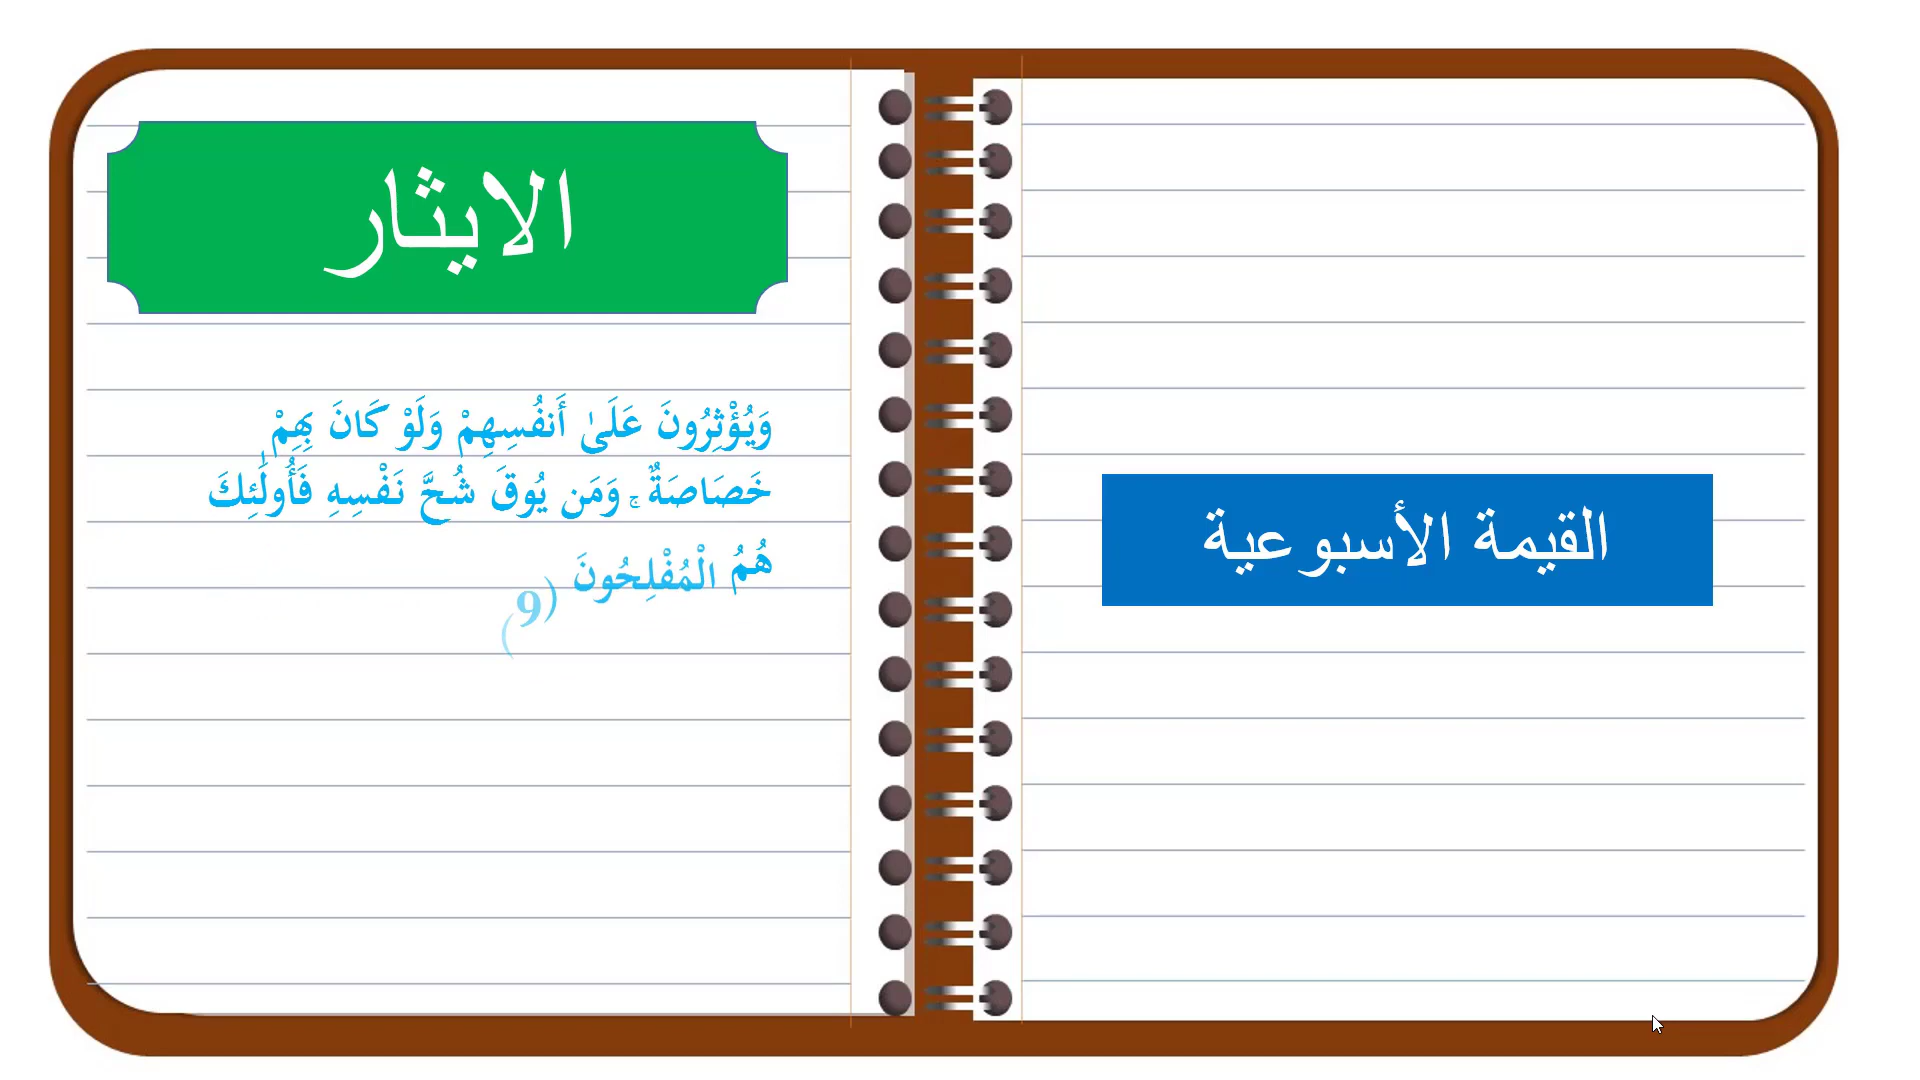 القيمة الأسبوعية
الايثار
وَيُؤْثِرُونَ عَلَىٰ أَنفُسِهِمْ وَلَوْ كَانَ بِهِمْ
خَصَاصَةٌ ۚ وَمَن يُوقَ شُحَّ نَفْسِهِ فَأُولَٰئِكَ
هُمُ الْمُفْلِحُونَ (9)